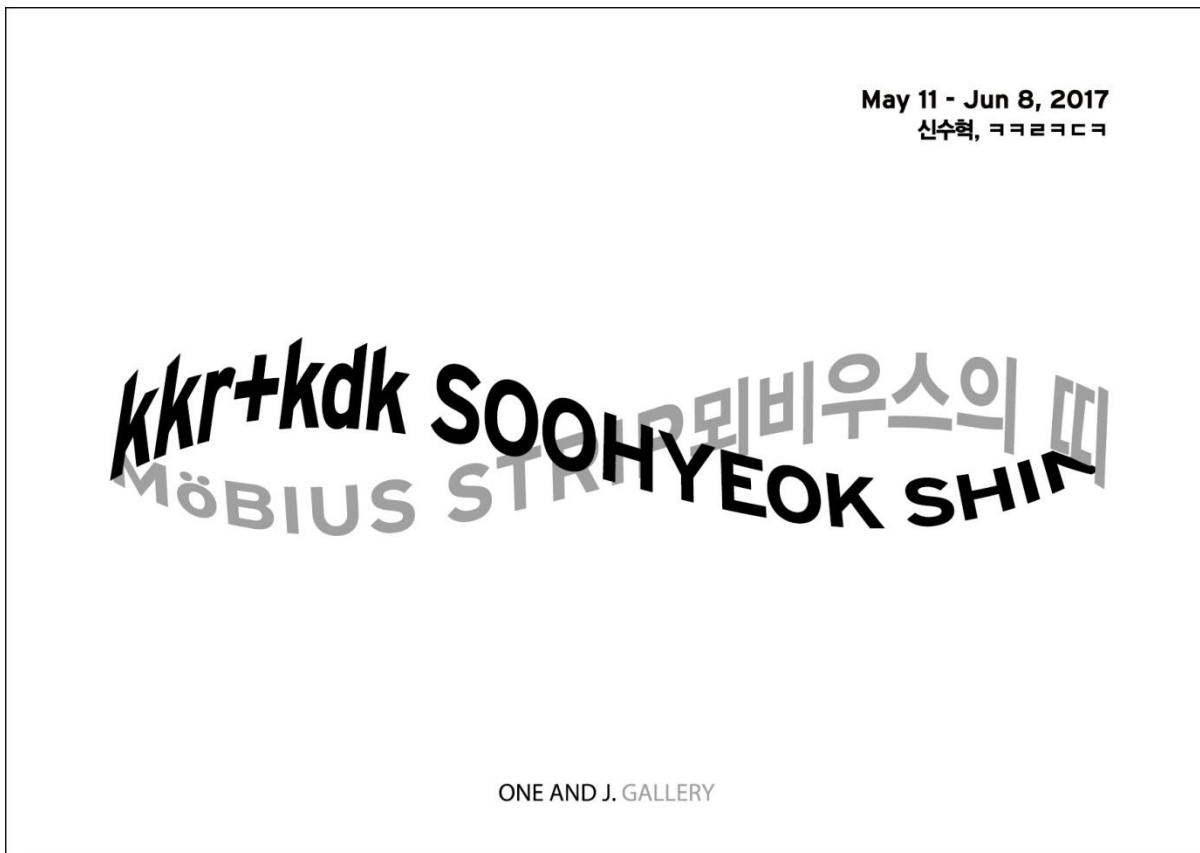 May 11 - Jun 8, 2017
신수혁, ㅋㅋㄹㅋㄷㅋ
kkr+kdk SOOHYEOK SHIN
MöBIUS STRIP뫼비우스의 띠
ONE AND J. GALLERY